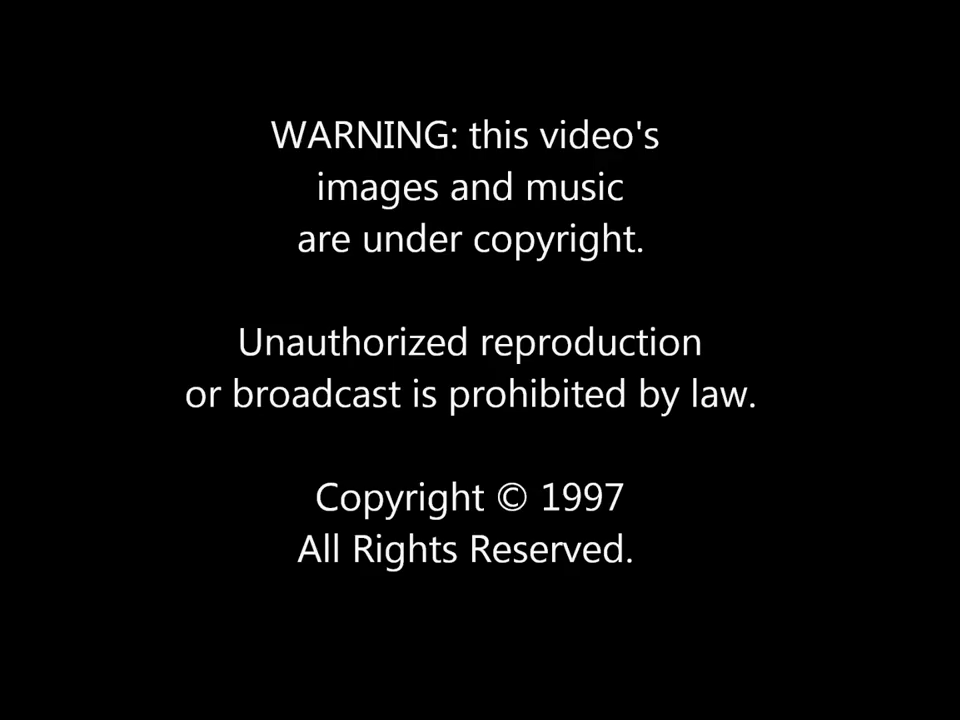 WARNING: this video's
images and music
are under copyright.
Unauthorized reproduction
or broadcast is prohibited by law.
Copyright © 1997
All Rights Reserved.